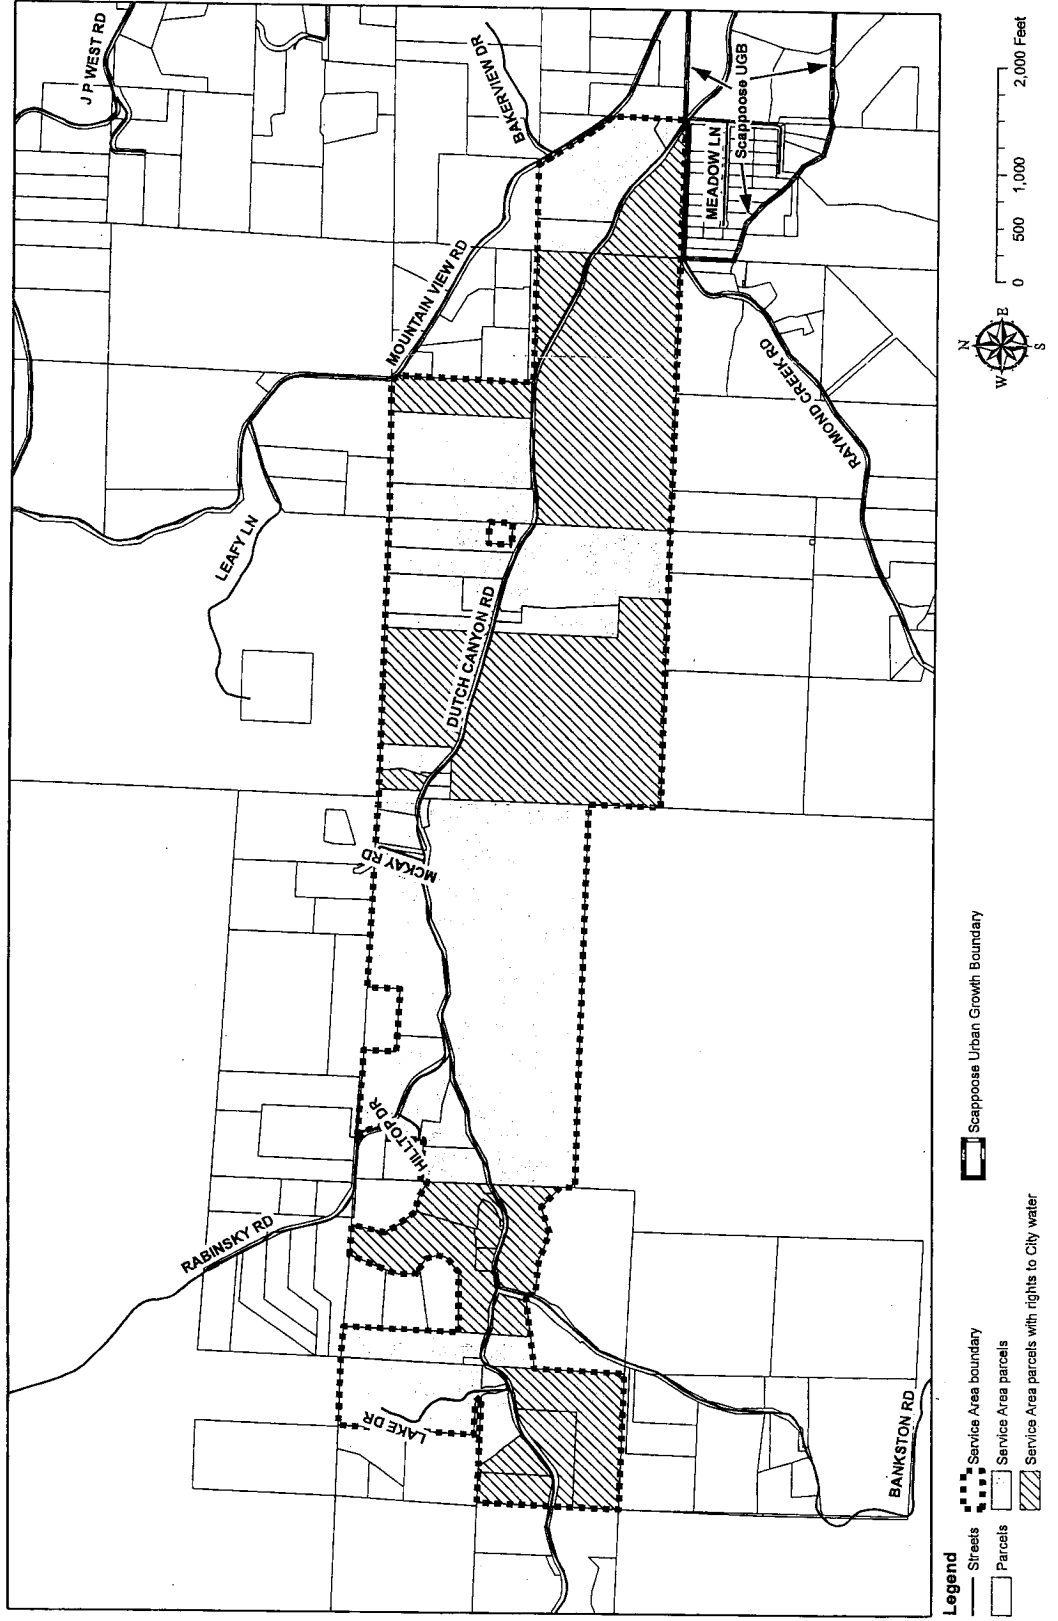 J P WEST RD
BAKERVIEW DR
MOUNTAIN VIEW RD
MEADOW LN
Scappoose UGB
RAYMOND CREEK RD
LEAFY LN
DUTCH CANYON RD
MCKAY RD
HILLTOP DR
RABINSKY RD
LAKE DR
BANKSTON RD
N
W
E
S
0 500 1,000 2,000 Feet
Legend
Streets
Parcels
Service Area boundary
Service Area parcels
Service Area parcels with rights to City water
Scappoose Urban Growth Boundary